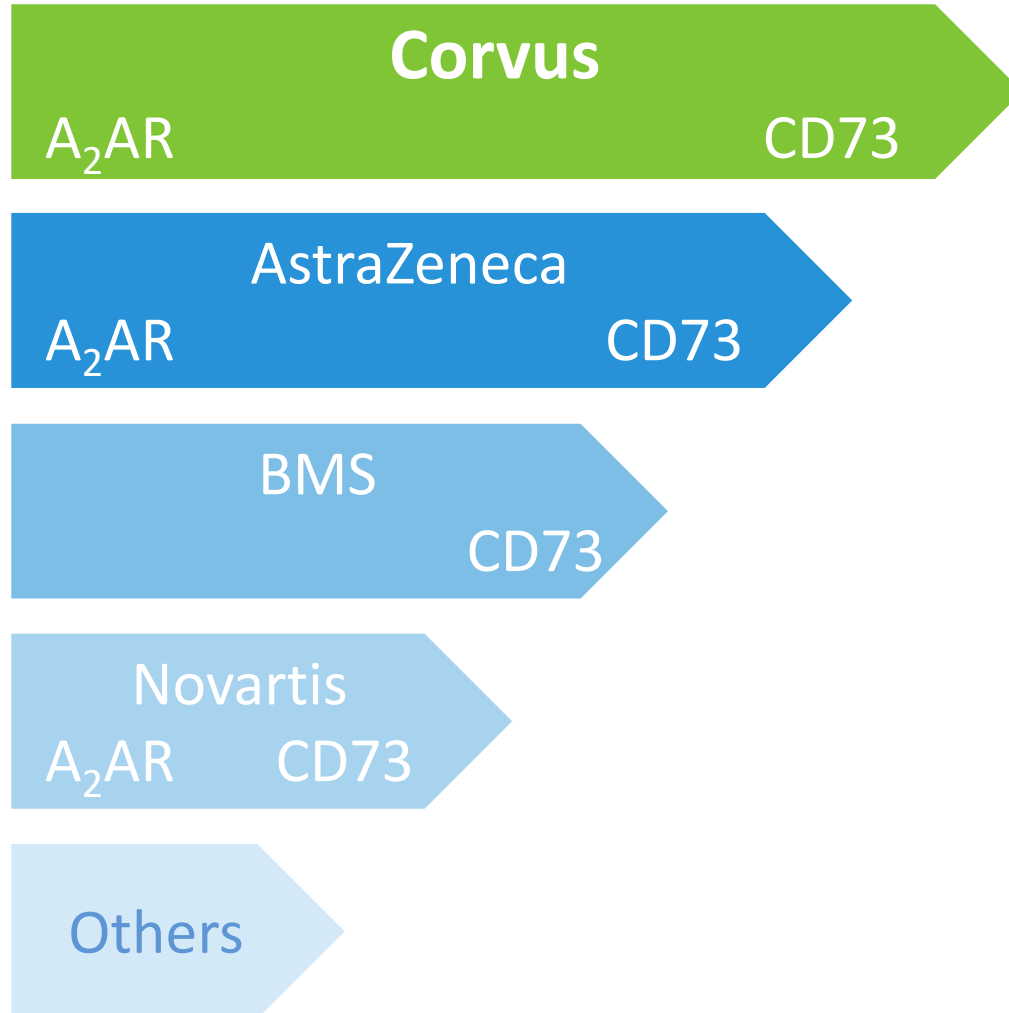 Corvus
A₂AR CD73
AstraZeneca
A₂AR CD73
BMS
CD73
Novartis
A₂AR CD73
Others